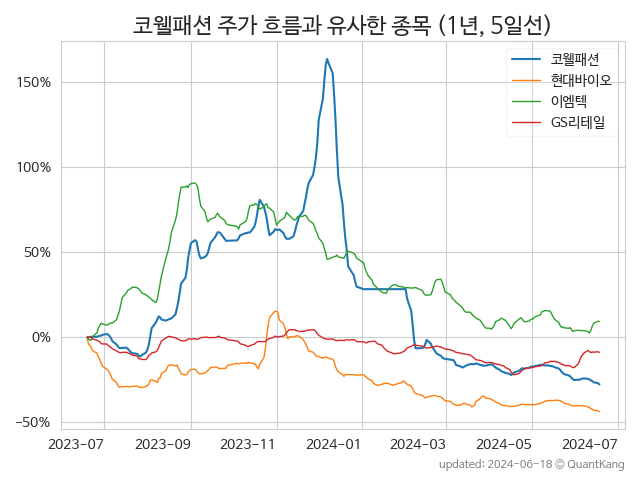 코웰패션 주가 흐름과 유사한 종목 (1년, 5일선)
코웰패션
현대바이오
이엠텍
GS리테일
150%
100%
50%
0%
−50%
2023-07 2023-09 2023-11 2024-01 2024-03 2024-05 2024-07
updated: 2024-06-18 © QuantKang